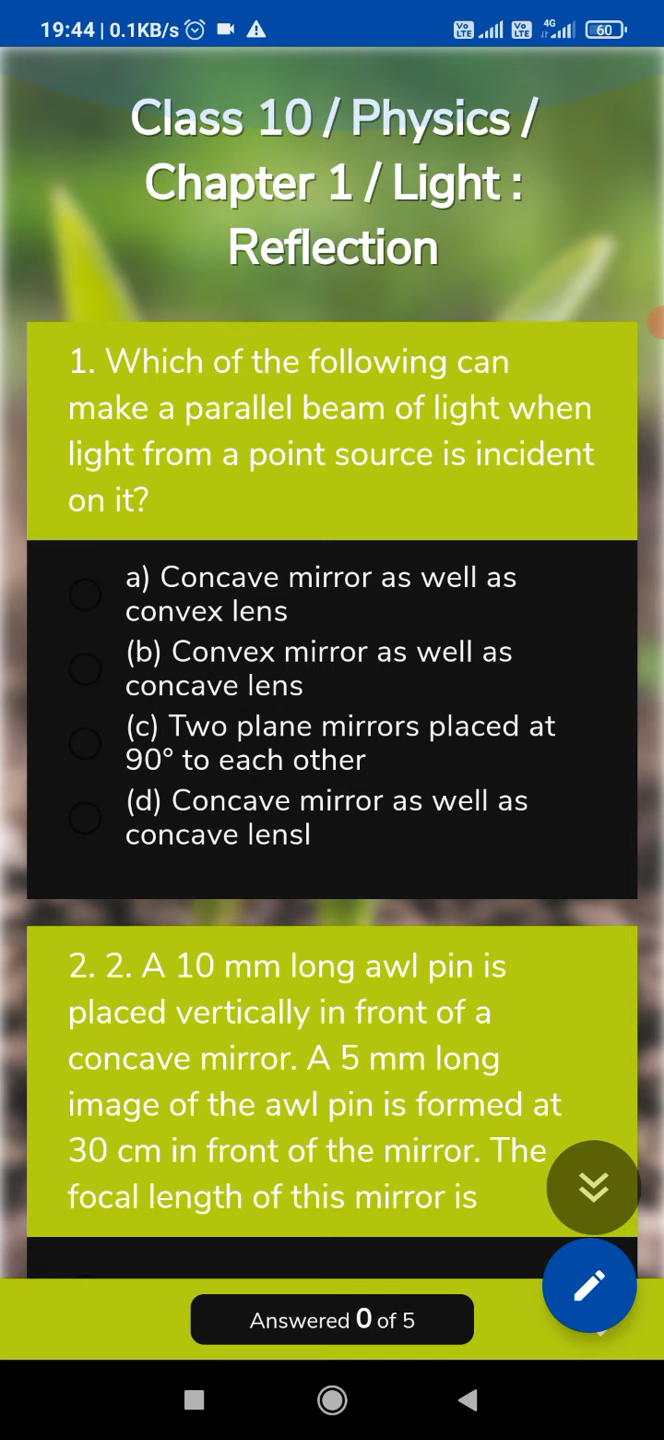 19:44 | 0.1KB/s
Vo LTE Vo LTE 4G 60
Class 10 / Physics /
Chapter 1 / Light :
Reflection
1. Which of the following can
make a parallel beam of light when
light from a point source is incident
on it?
a) Concave mirror as well as
convex lens
(b) Convex mirror as well as
concave lens
(c) Two plane mirrors placed at
90° to each other
(d) Concave mirror as well as
concave lensl
2. 2. A 10 mm long awl pin is
placed vertically in front of a
concave mirror. A 5 mm long
image of the awl pin is formed at
30 cm in front of the mirror. The
focal length of this mirror is
Answered 0 of 5